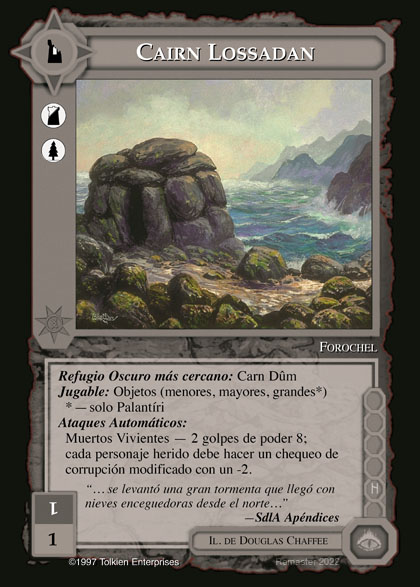 CAIRN LOSSADAN
FOROCHEL
Refugio Oscuro más cercano: Carn Dûm
Jugable: Objetos (menores, mayores, grandes*)
* — solo Palantíri
Ataques Automáticos:
Muertos Vivientes — 2 golpes de poder 8;
cada personaje herido debe hacer un chequeo de
corrupción modificado con un -2.
“… se levantó una gran tormenta que llegó con
nieves enceguedoras desde el norte…”
—SdlA Apéndices
1
1
H
IL. DE DOUGLAS CHAFFEE
©1997 Tolkien Enterprises
Remaster 2022